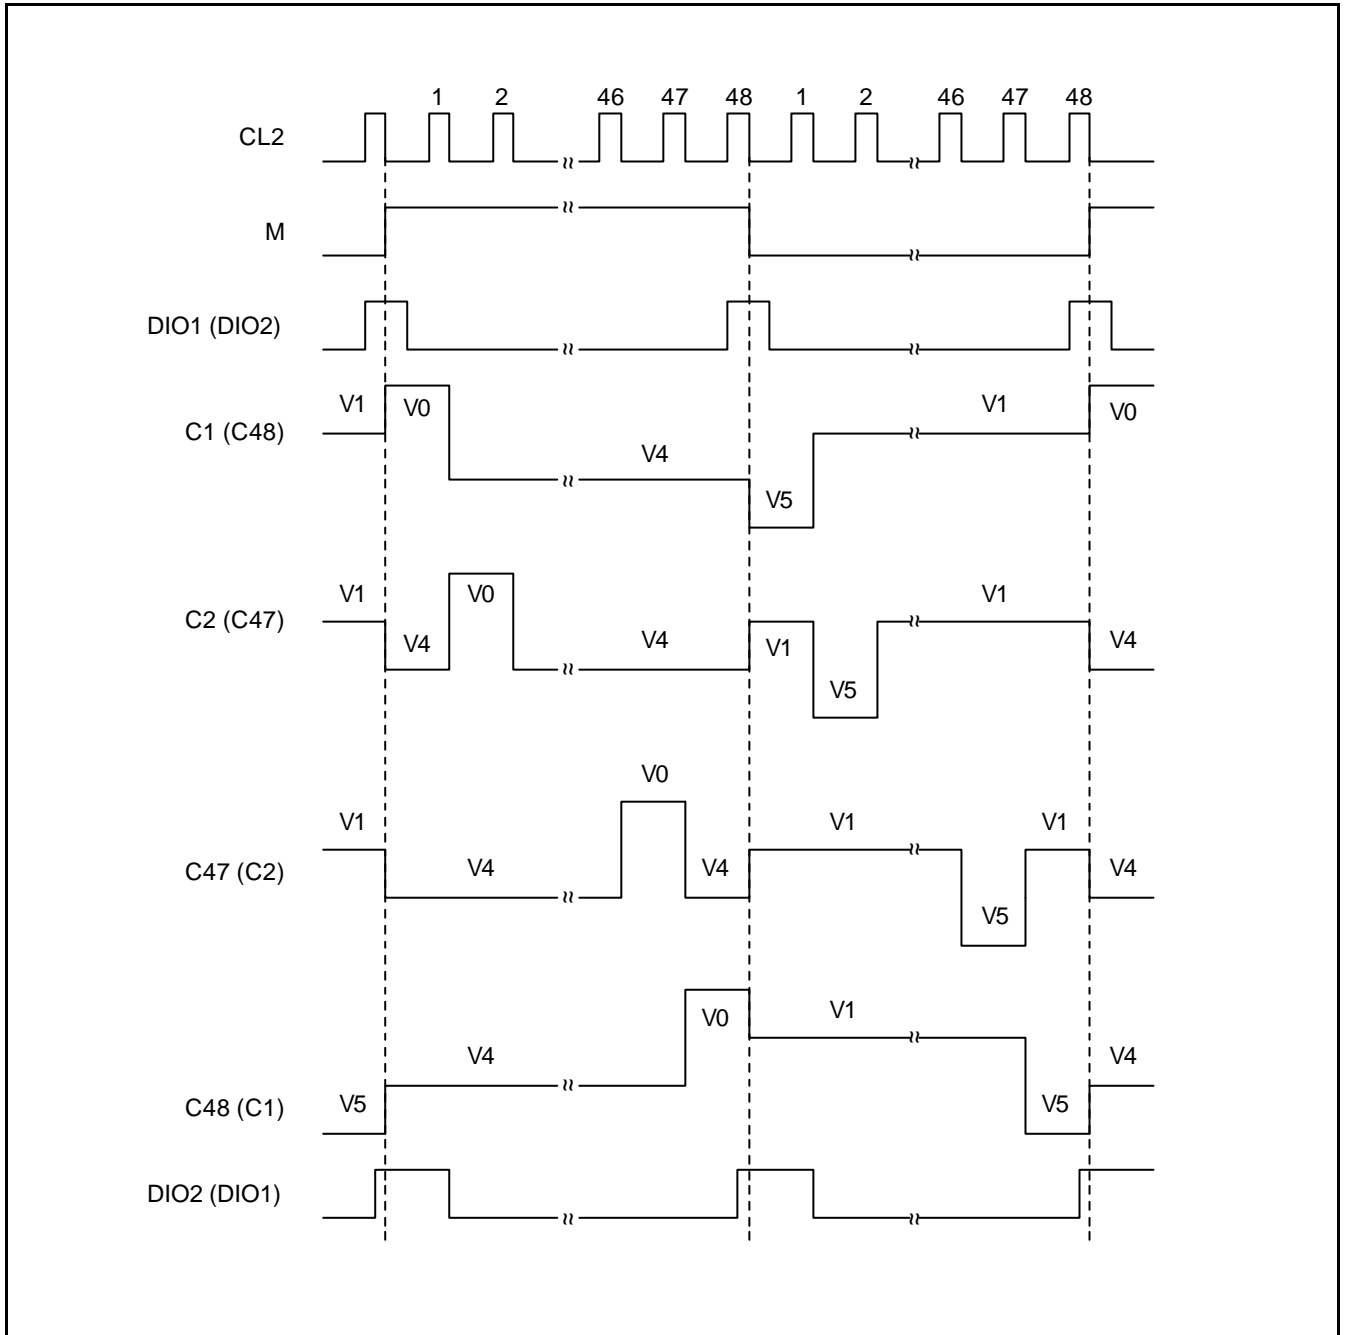 1 2 46 47 48 1 2 46 47 48
CL2
M
DIO1 (DIO2)
V1 V0 V1 V0
C1 (C48)
V4
V5
V1 V0 V1
C2 (C47)
V4 V4 V1 V4
V5
V0
V1 V1 V1
C47 (C2)
V4 V4 V4
V5
V0 V1
V4 V4
C48 (C1)
V5 V5
DIO2 (DIO1)